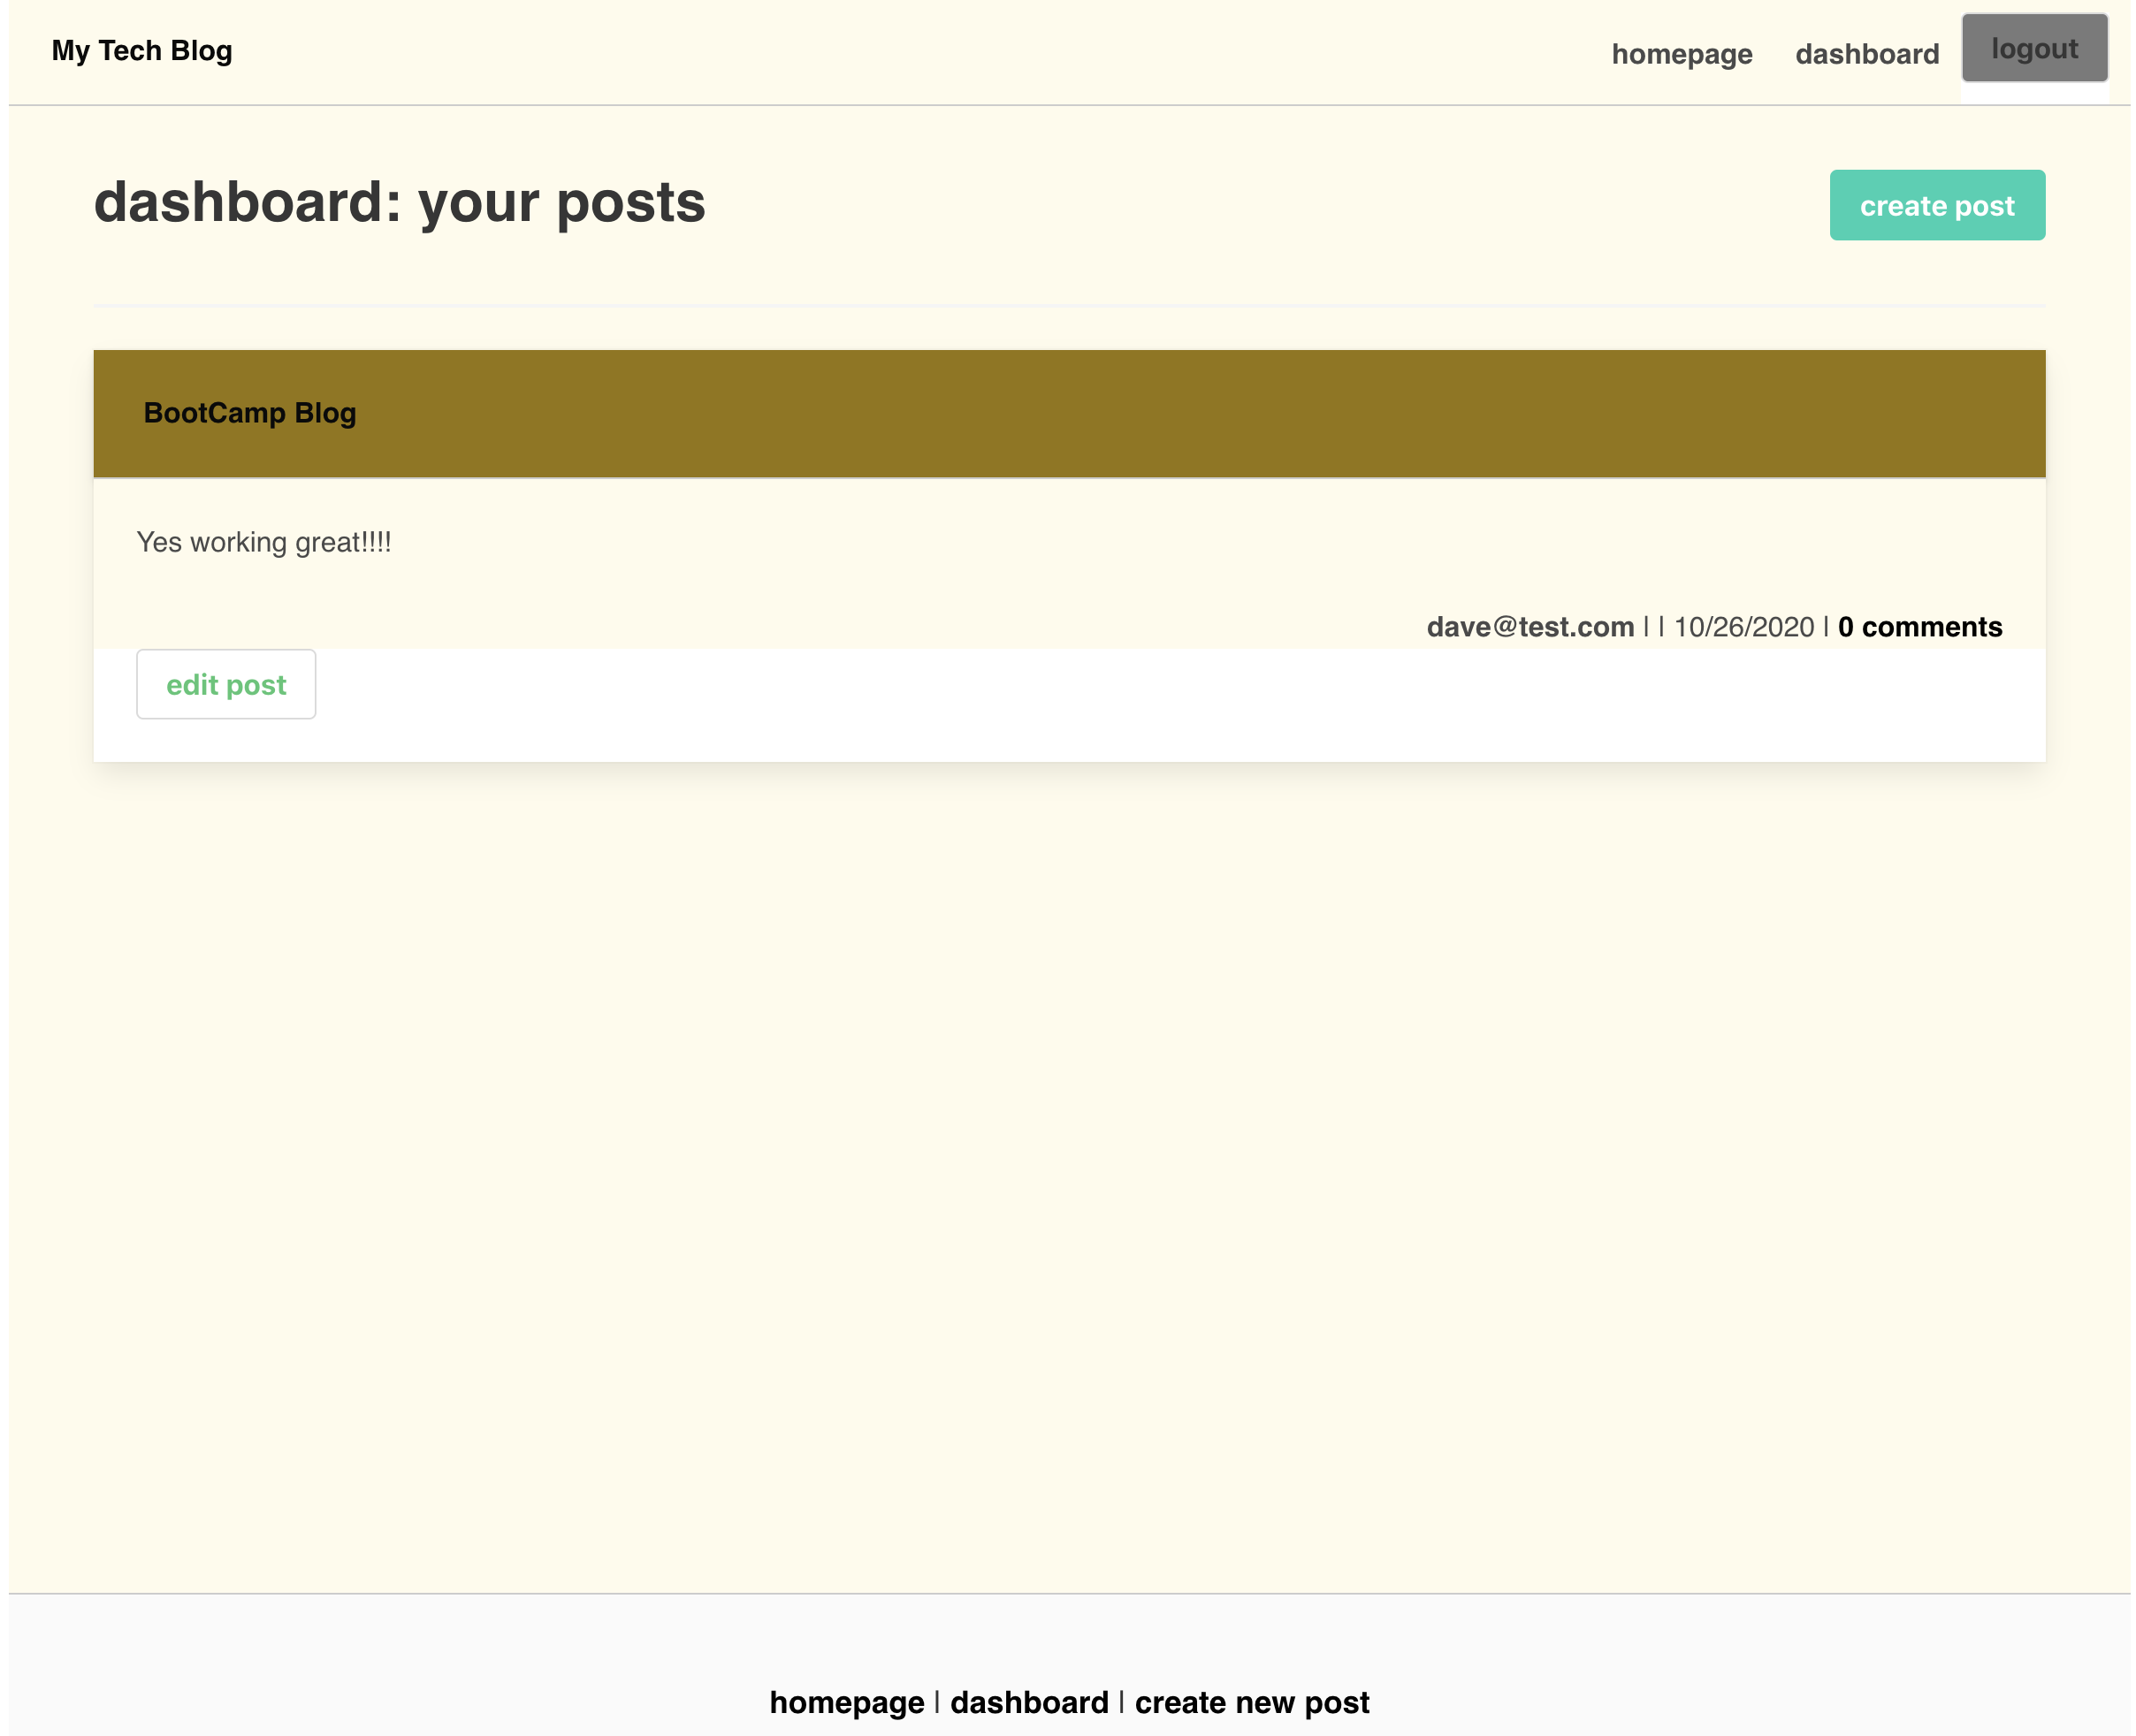 My Tech Blog homepage dashboard logout
dashboard: your posts create post
BootCamp Blog
Yes working great!!!!
dave@test.com | | 10/26/2020 | 0 comments
edit post
homepage | dashboard | create new post